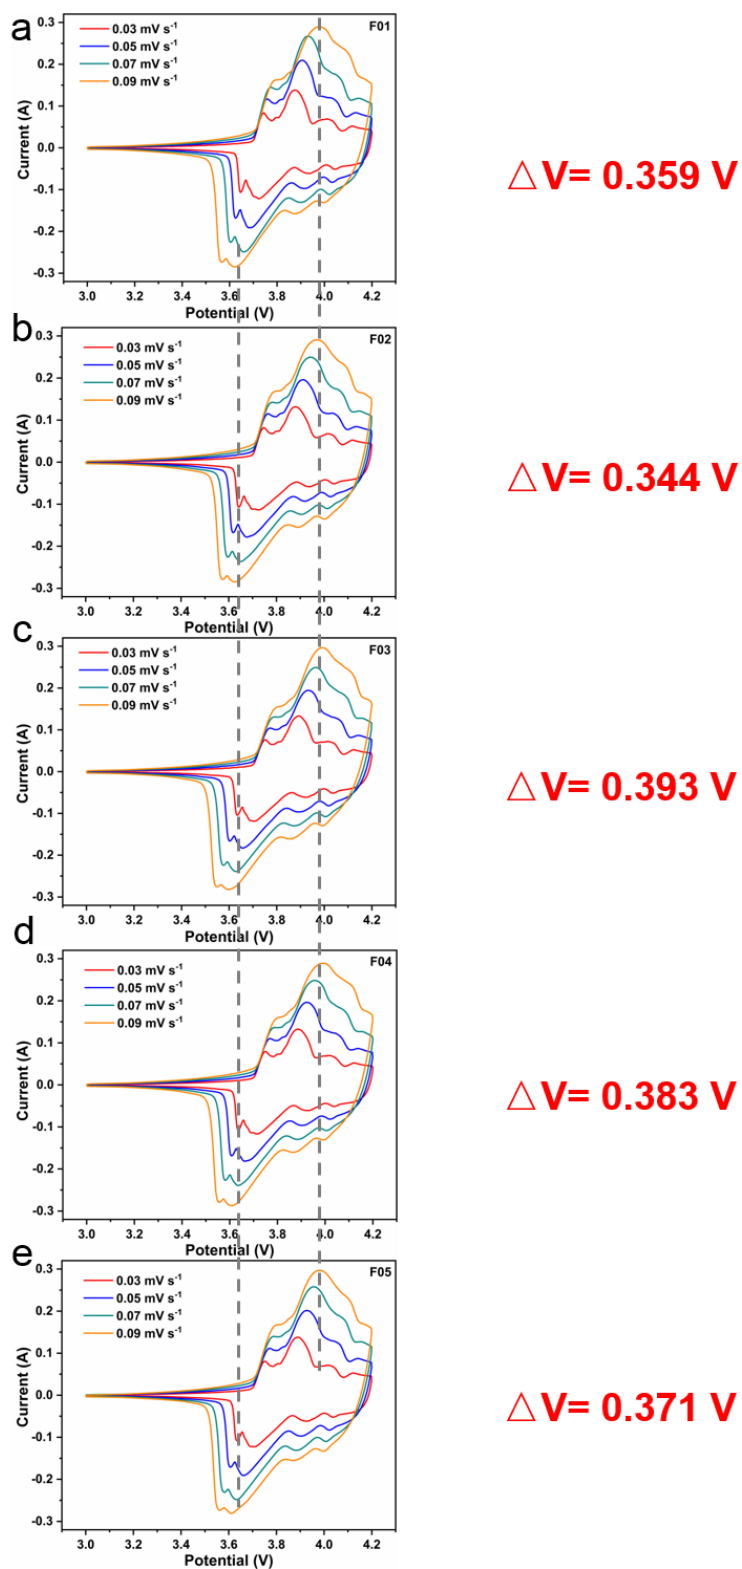 a
F01
0.03 mV s⁻¹
0.05 mV s⁻¹
0.07 mV s⁻¹
0.09 mV s⁻¹
0.3
0.2
0.1
0.0
-0.1
-0.2
-0.3
Current (A)
3.0 3.2 3.4 3.6 3.8 4.0 4.2
Potential (V)
△V= 0.359 V
b
F02
0.03 mV s⁻¹
0.05 mV s⁻¹
0.07 mV s⁻¹
0.09 mV s⁻¹
0.3
0.2
0.1
0.0
-0.1
-0.2
-0.3
Current (A)
3.0 3.2 3.4 3.6 3.8 4.0 4.2
Potential (V)
△V= 0.344 V
c
F03
0.03 mV s⁻¹
0.05 mV s⁻¹
0.07 mV s⁻¹
0.09 mV s⁻¹
0.3
0.2
0.1
0.0
-0.1
-0.2
-0.3
Current (A)
3.0 3.2 3.4 3.6 3.8 4.0 4.2
Potential (V)
△V= 0.393 V
d
F04
0.03 mV s⁻¹
0.05 mV s⁻¹
0.07 mV s⁻¹
0.09 mV s⁻¹
0.3
0.2
0.1
0.0
-0.1
-0.2
-0.3
Current (A)
3.0 3.2 3.4 3.6 3.8 4.0 4.2
Potential (V)
△V= 0.383 V
e
F05
0.03 mV s⁻¹
0.05 mV s⁻¹
0.07 mV s⁻¹
0.09 mV s⁻¹
0.3
0.2
0.1
0.0
-0.1
-0.2
-0.3
Current (A)
3.0 3.2 3.4 3.6 3.8 4.0 4.2
Potential (V)
△V= 0.371 V